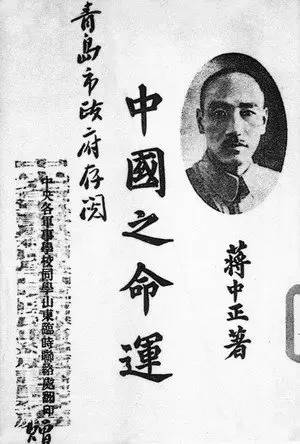 蔣中正著
中國之命運
青島市政府存閱
中央各軍事學校同學山東臨時聯絡處翻印
贈